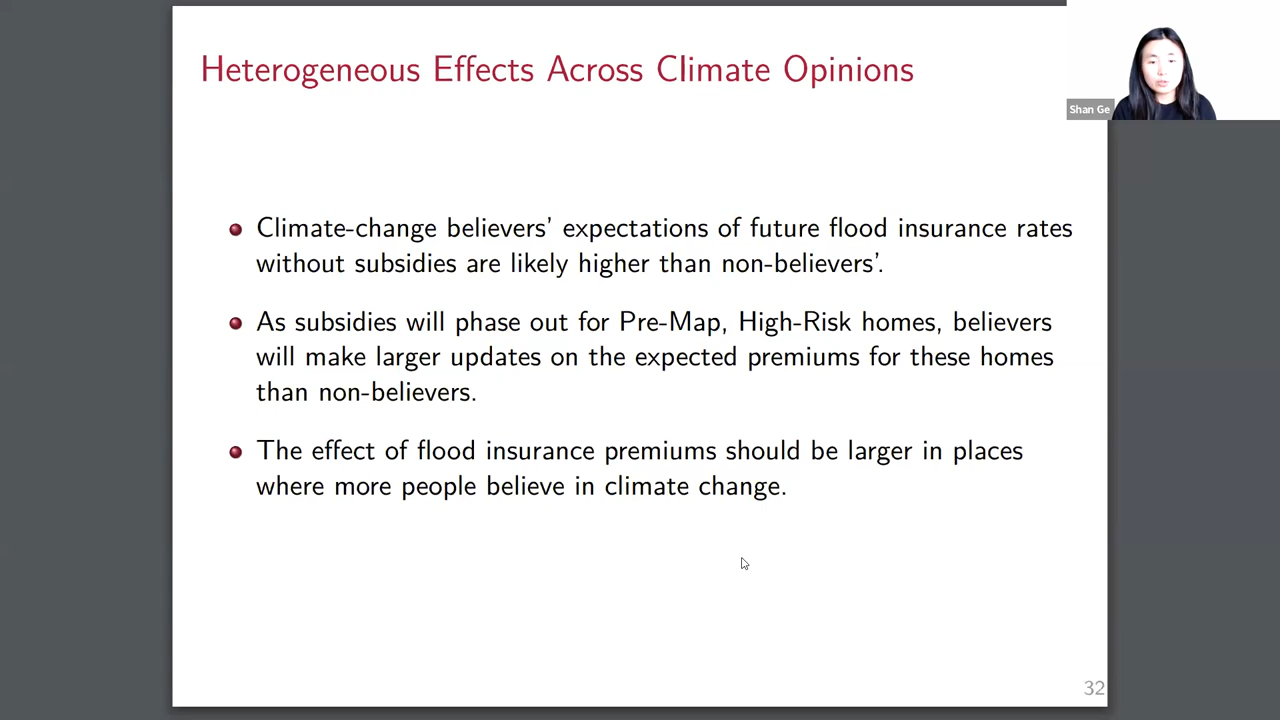 Heterogeneous Effects Across Climate Opinions
Shan Ge
Climate-change believers' expectations of future flood insurance rates
without subsidies are likely higher than non-believers'.
As subsidies will phase out for Pre-Map, High-Risk homes, believers
will make larger updates on the expected premiums for these homes
than non-believers.
The effect of flood insurance premiums should be larger in places
where more people believe in climate change.
32